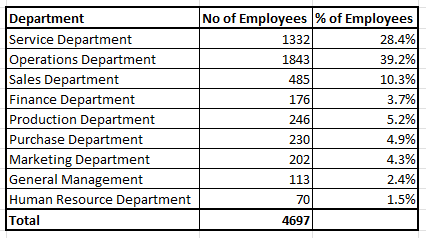 Department No of Employees % of Employees
Service Department 1332 28.4%
Operations Department 1843 39.2%
Sales Department 485 10.3%
Finance Department 176 3.7%
Production Department 246 5.2%
Purchase Department 230 4.9%
Marketing Department 202 4.3%
General Management 113 2.4%
Human Resource Department 70 1.5%
Total 4697